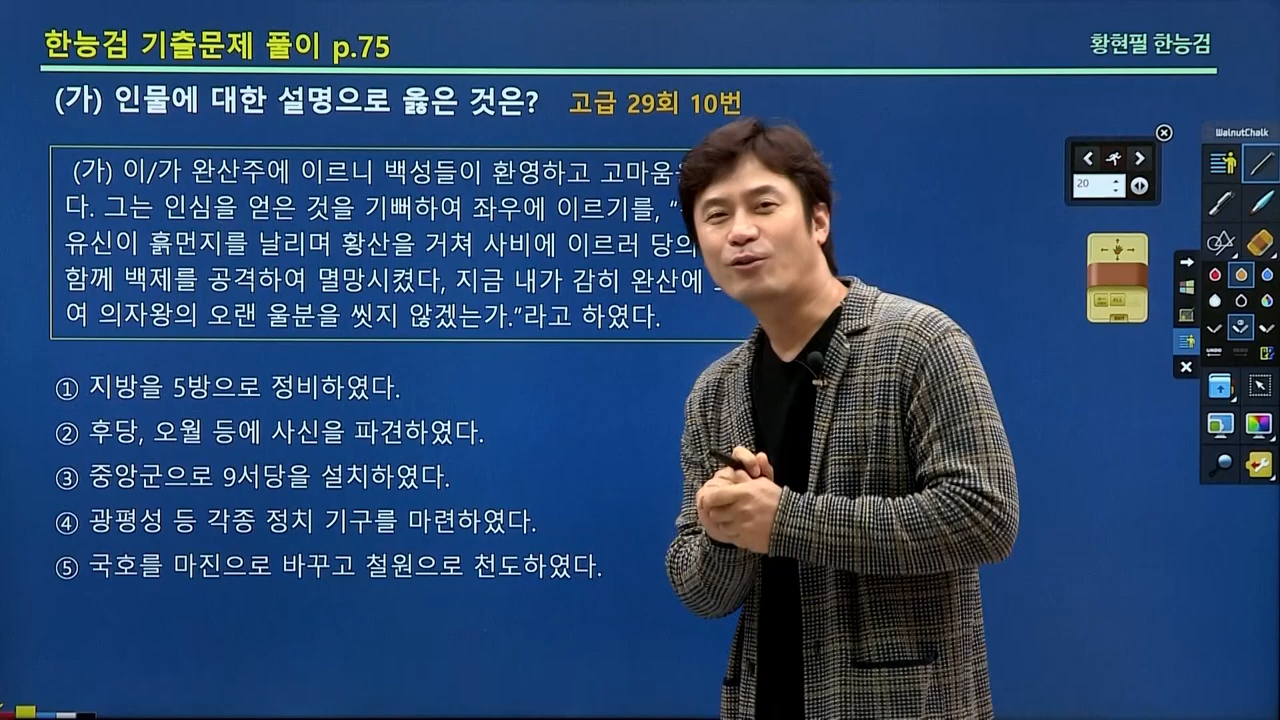 한능검 기출문제 풀이 p.75
황현필 한능검
(가) 인물에 대한 설명으로 옳은 것은? 고급 29회 10번
(가) 이/가 완산주에 이르니 백성들이 환영하고
다. 그는 인심을 얻은 것을 기뻐하여 좌우에 이르기를, "
유신이 흙먼지를 날리며 황산을 거쳐 사비에 이르러 당의
함께 백제를 공격하여 멸망시켰다, 지금 내가 감히 완산에
여 의자왕의 오랜 울분을 씻지 않겠는가."라고 하였다.
① 지방을 5방으로 정비하였다.
② 후당, 오월 등에 사신을 파견하였다.
③ 중앙군으로 9서당을 설치하였다.
④ 광평성 등 각종 정치 기구를 마련하였다.
⑤ 국호를 마진으로 바꾸고 철원으로 천도하였다.
WalnutChalk
20
ALL
UNDO